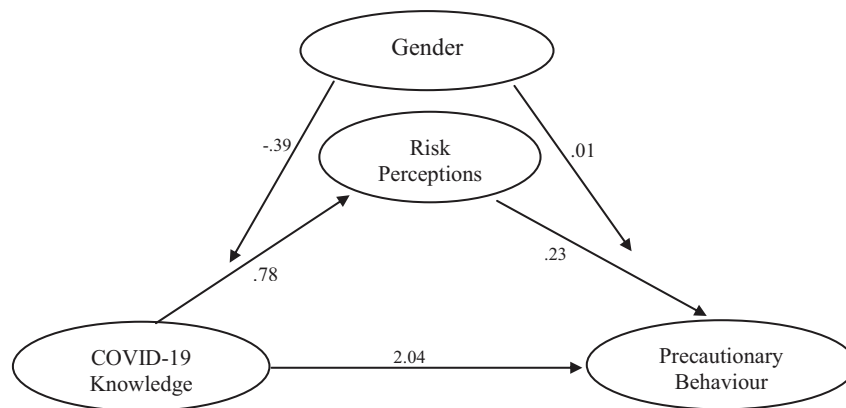 Gender
Risk
Perceptions
-.39
.01
.78
.23
COVID-19
Knowledge
2.04
Precautionary
Behaviour